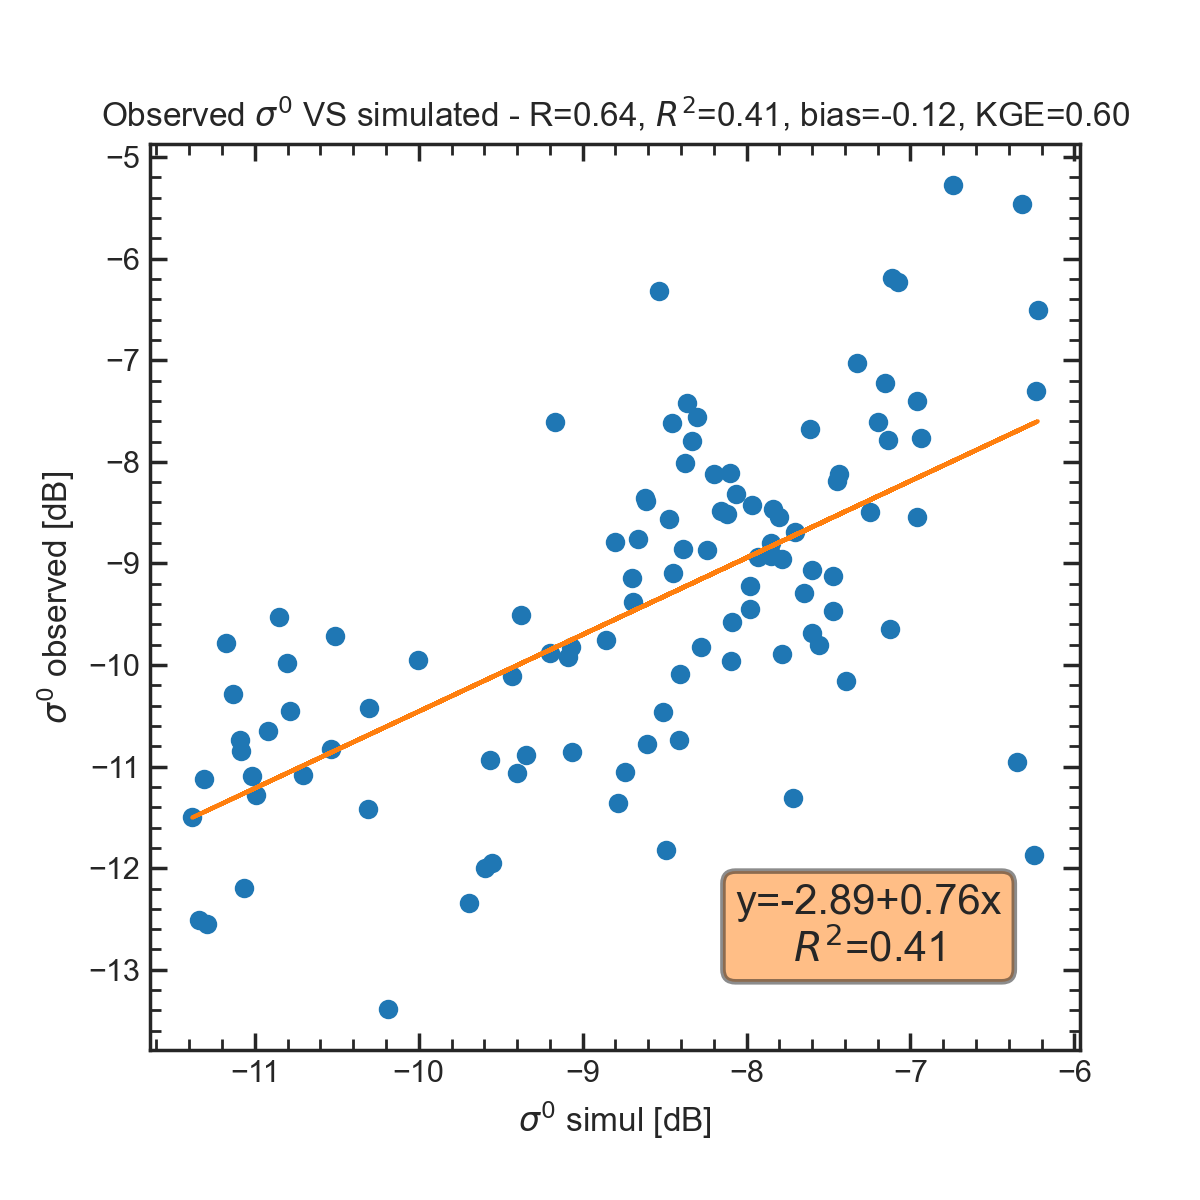 Observed σ⁰ VS simulated - R=0.64, R²=0.41, bias=-0.12, KGE=0.60
−5
−6
−7
−8
−9
−10
−11
−12
−13
σ⁰ observed [dB]
y=-2.89+0.76x
R²=0.41
−11 −10 −9 −8 −7 −6
σ⁰ simul [dB]